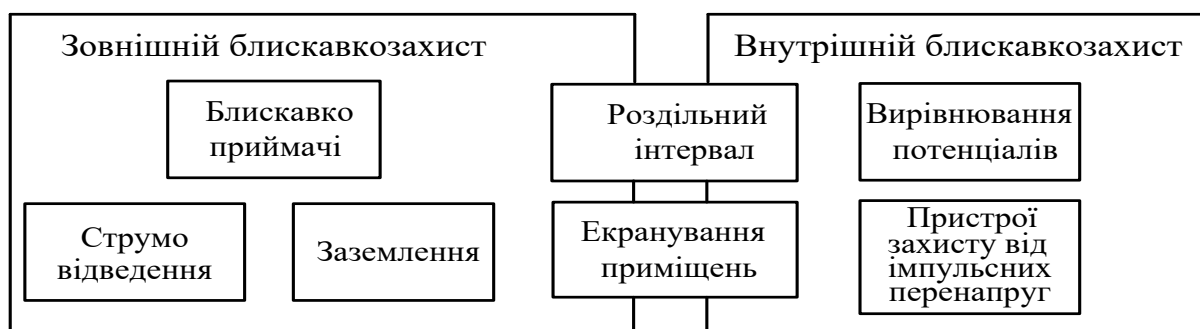 Зовнішній блискавкозахист
Блискавко
приймачі
Струмо
відведення
Заземлення
Роздільний
інтервал
Екранування
приміщень
Внутрішній блискавкозахист
Вирівнювання
потенціалів
Пристрої
захисту від
імпульсних
перенапруг